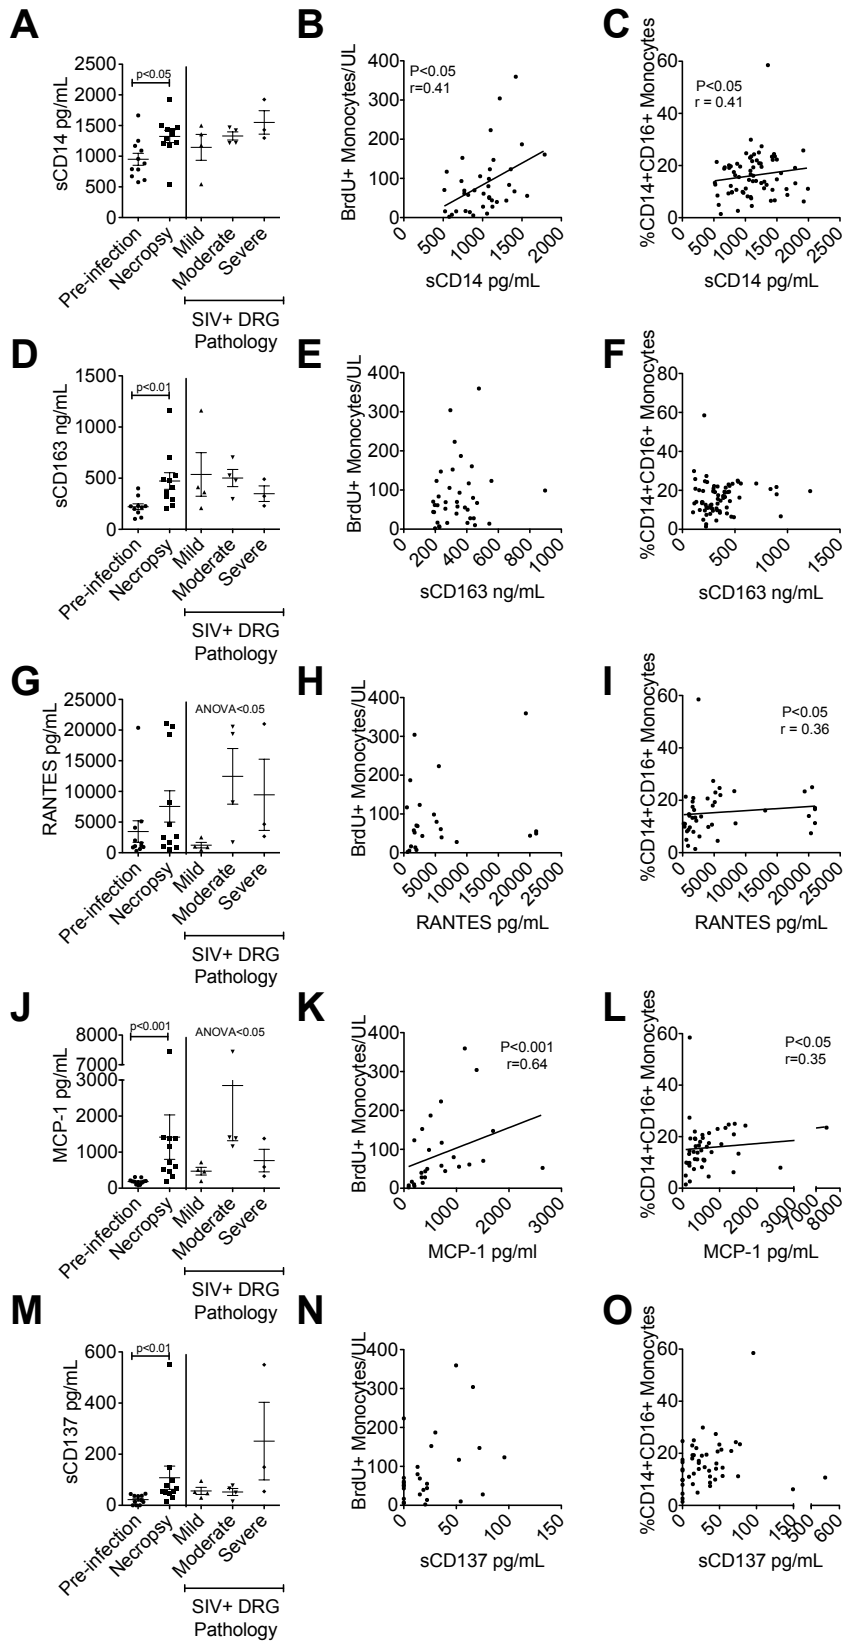 A
sCD14 pg/mL
2500
2000
1500
1000
500
0
p<0.05
Pre-infection
Necropsy
Mild
Moderate
Severe
SIV+ DRG
Pathology
B
BrdU+ Monocytes/UL
400
300
200
100
0
P<0.05
r=0.41
0
500
1000
1500
2000
sCD14 pg/mL
C
%CD14+CD16+ Monocytes
60
40
20
0
P<0.05
r = 0.41
0
500
1000
1500
2000
2500
sCD14 pg/mL
D
sCD163 ng/mL
1500
1000
500
0
p<0.01
Pre-infection
Necropsy
Mild
Moderate
Severe
SIV+ DRG
Pathology
E
BrdU+ Monocytes/UL
400
300
200
100
0
0
200
400
600
800
1000
sCD163 ng/mL
F
%CD14+CD16+ Monocytes
80
60
40
20
0
0
500
1000
1500
sCD163 ng/mL
G
RANTES pg/mL
25000
20000
15000
10000
5000
0
ANOVA<0.05
Pre-infection
Necropsy
Mild
Moderate
Severe
SIV+ DRG
Pathology
H
BrdU+ Monocytes/UL
400
300
200
100
0
0
5000
10000
15000
20000
25000
RANTES pg/mL
I
%CD14+CD16+ Monocytes
60
40
20
0
P<0.05
r = 0.36
0
5000
10000
15000
20000
25000
RANTES pg/mL
J
MCP-1 pg/mL
8000
7000
3000
2000
1000
0
p<0.001
ANOVA<0.05
Pre-infection
Necropsy
Mild
Moderate
Severe
SIV+ DRG
Pathology
K
BrdU+ Monocytes/UL
400
300
200
100
0
P<0.001
r=0.64
0
1000
2000
3000
MCP-1 pg/ml
L
%CD14+CD16+ Monocytes
60
40
20
0
P<0.05
r=0.35
0
1000
2000
3000
7000
8000
MCP-1 pg/mL
M
sCD137 pg/mL
600
400
200
0
p<0.01
Pre-infection
Necropsy
Mild
Moderate
Severe
SIV+ DRG
Pathology
N
BrdU+ Monocytes/UL
400
300
200
100
0
0
50
100
150
sCD137 pg/mL
O
%CD14+CD16+ Monocytes
60
40
20
0
0
50
100
150
500
600
sCD137 pg/mL